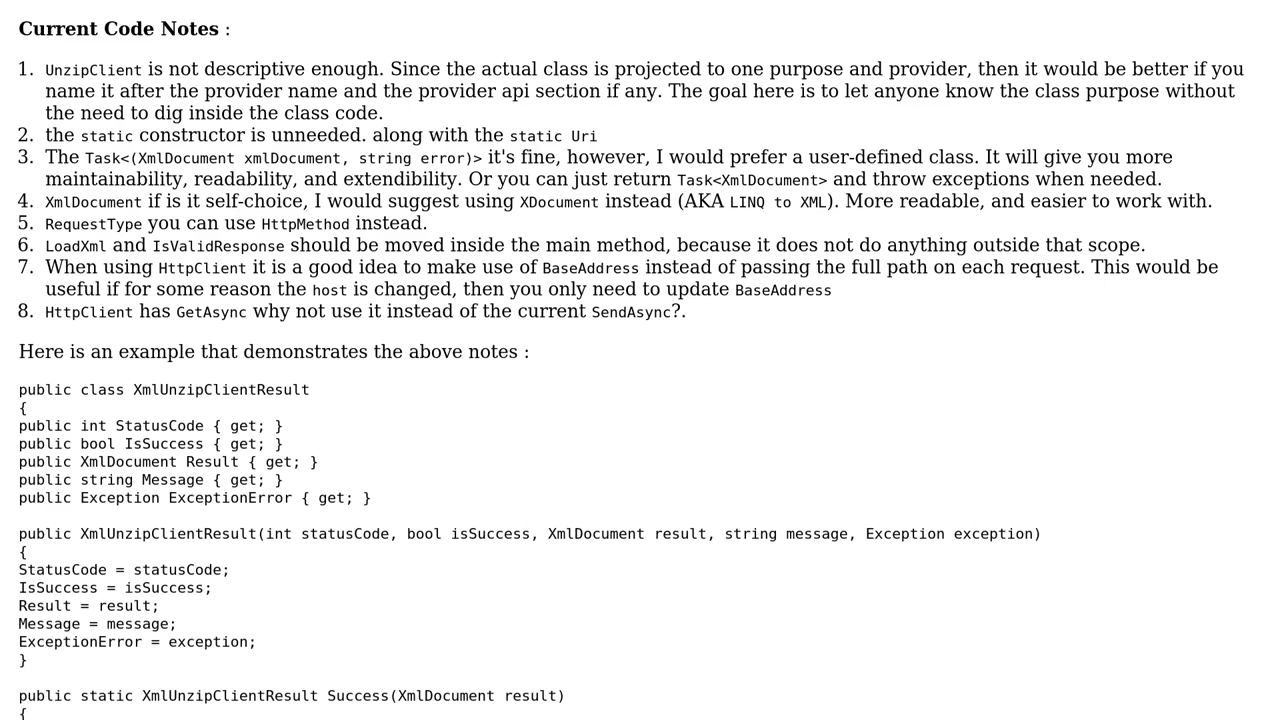 Current Code Notes :
1. UnzipClient is not descriptive enough. Since the actual class is projected to one purpose and provider, then it would be better if you
name it after the provider name and the provider api section if any. The goal here is to let anyone know the class purpose without
the need to dig inside the class code.
2. the static constructor is unneeded. along with the static Uri
3. The Task<(XmlDocument xmlDocument, string error)> it's fine, however, I would prefer a user-defined class. It will give you more
maintainability, readability, and extendibility. Or you can just return Task<XmlDocument> and throw exceptions when needed.
4. XmlDocument if is it self-choice, I would suggest using XDocument instead (AKA LINQ to XML). More readable, and easier to work with.
5. RequestType you can use HttpMethod instead.
6. LoadXml and IsValidResponse should be moved inside the main method, because it does not do anything outside that scope.
7. When using HttpClient it is a good idea to make use of BaseAddress instead of passing the full path on each request. This would be
useful if for some reason the host is changed, then you only need to update BaseAddress
8. HttpClient has GetAsync why not use it instead of the current SendAsync?.
Here is an example that demonstrates the above notes :
public class XmlUnzipClientResult
{
public int StatusCode { get; }
public bool IsSuccess { get; }
public XmlDocument Result { get; }
public string Message { get; }
public Exception ExceptionError { get; }
public XmlUnzipClientResult(int statusCode, bool isSuccess, XmlDocument result, string message, Exception exception)
{
StatusCode = statusCode;
IsSuccess = isSuccess;
Result = result;
Message = message;
ExceptionError = exception;
}
public static XmlUnzipClientResult Success(XmlDocument result)
{